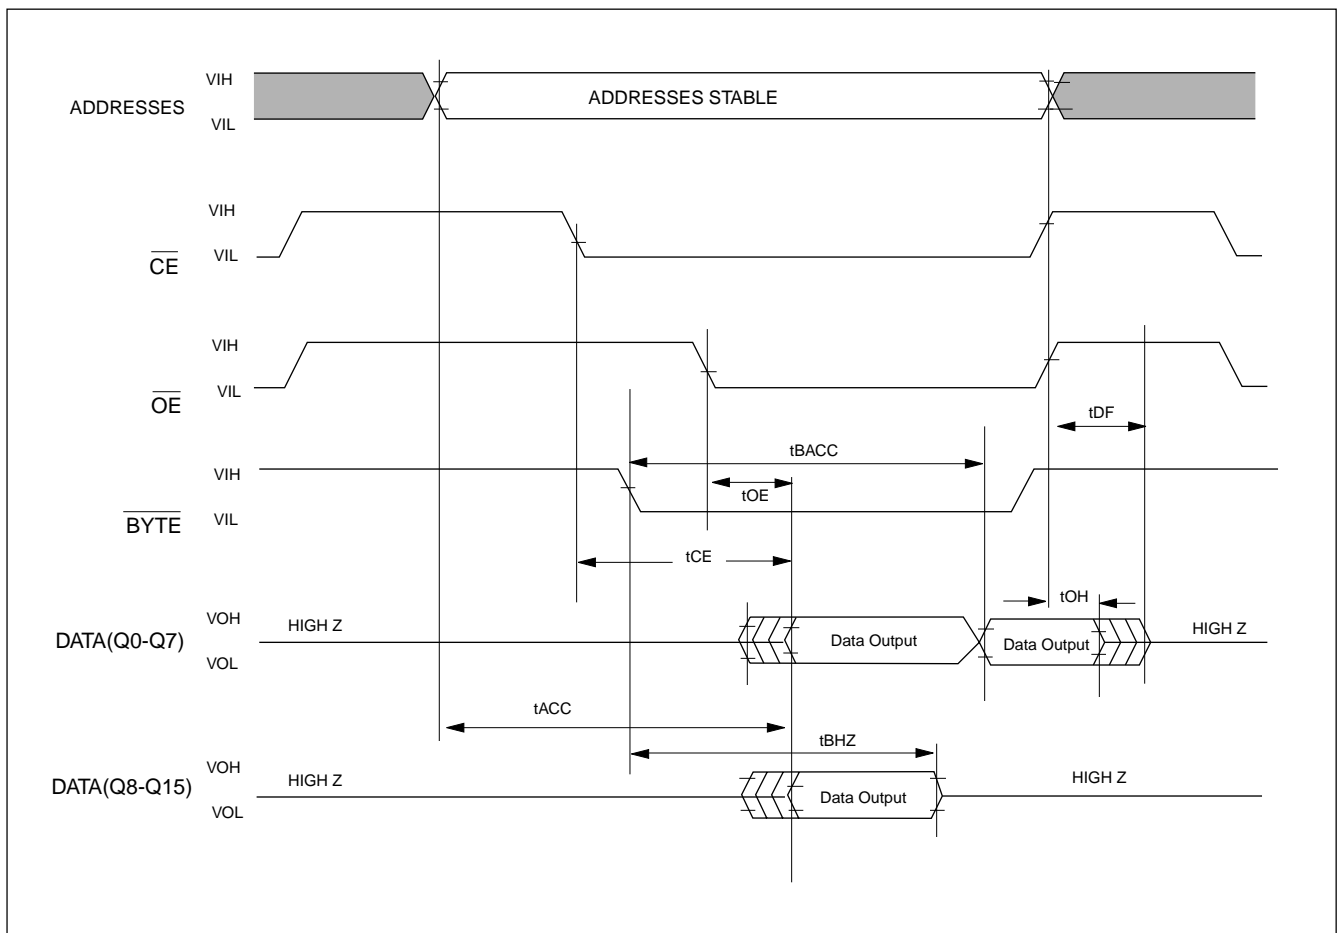 VIH
ADDRESSES
ADDRESSES STABLE
VIL
VIH
CE
VIL
VIH
OE
VIL
tDF
tBACC
VIH
tOE
BYTE
VIL
tCE
tOH
VOH
HIGH Z
DATA(Q0-Q7)
Data Output
Data Output
HIGH Z
VOL
tACC
tBHZ
VOH
HIGH Z
HIGH Z
DATA(Q8-Q15)
Data Output
VOL